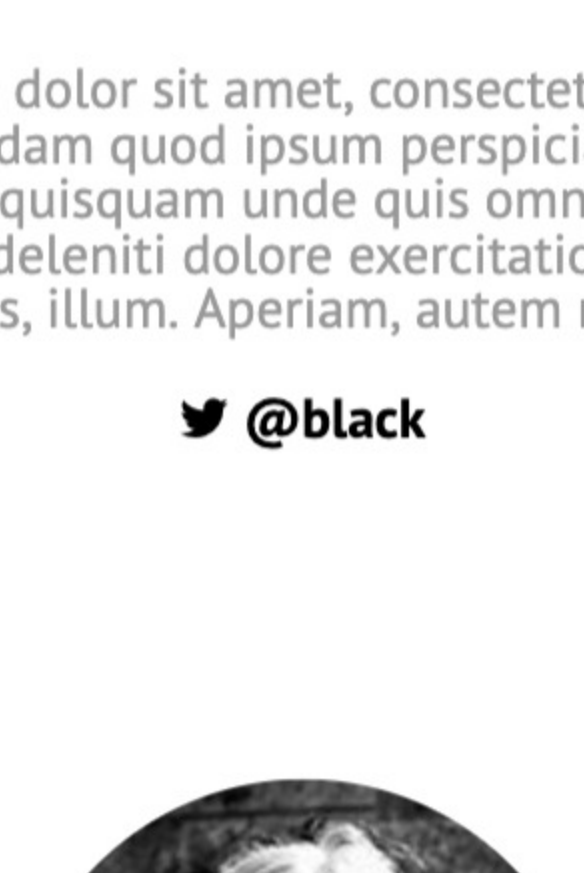 dolor sit amet, consectet
dam quod ipsum perspici
quisquam unde quis omn
deleniti dolore exercitatio
s, illum. Aperiam, autem
@black